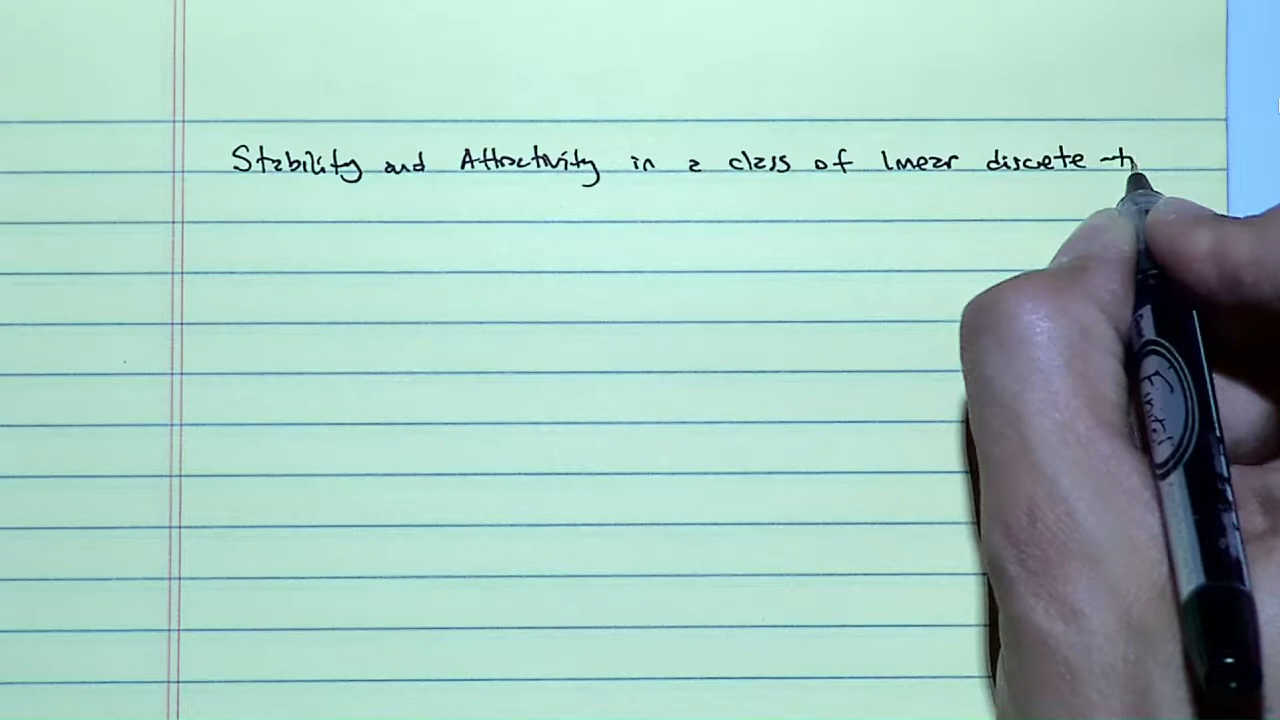 Stability and Attractivity in a class of linear discrete -t